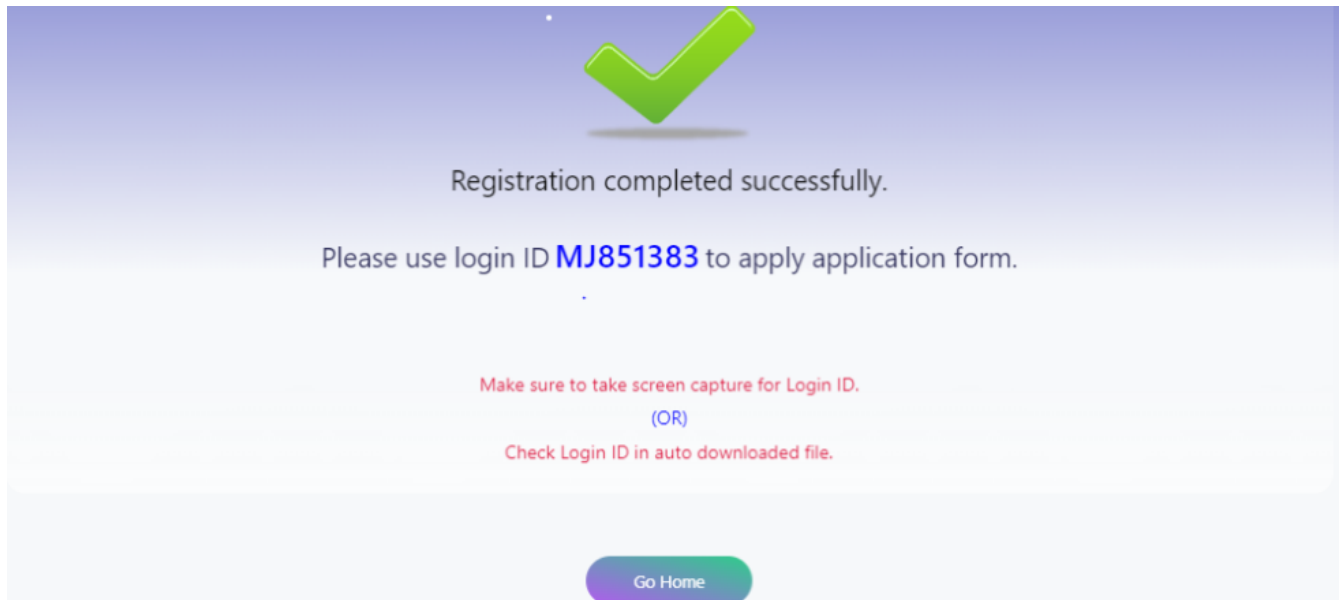 Registration completed successfully.
Please use login ID MJ851383 to apply application form.
Make sure to take screen capture for Login ID.
(OR)
Check Login ID in auto downloaded file.
Go Home